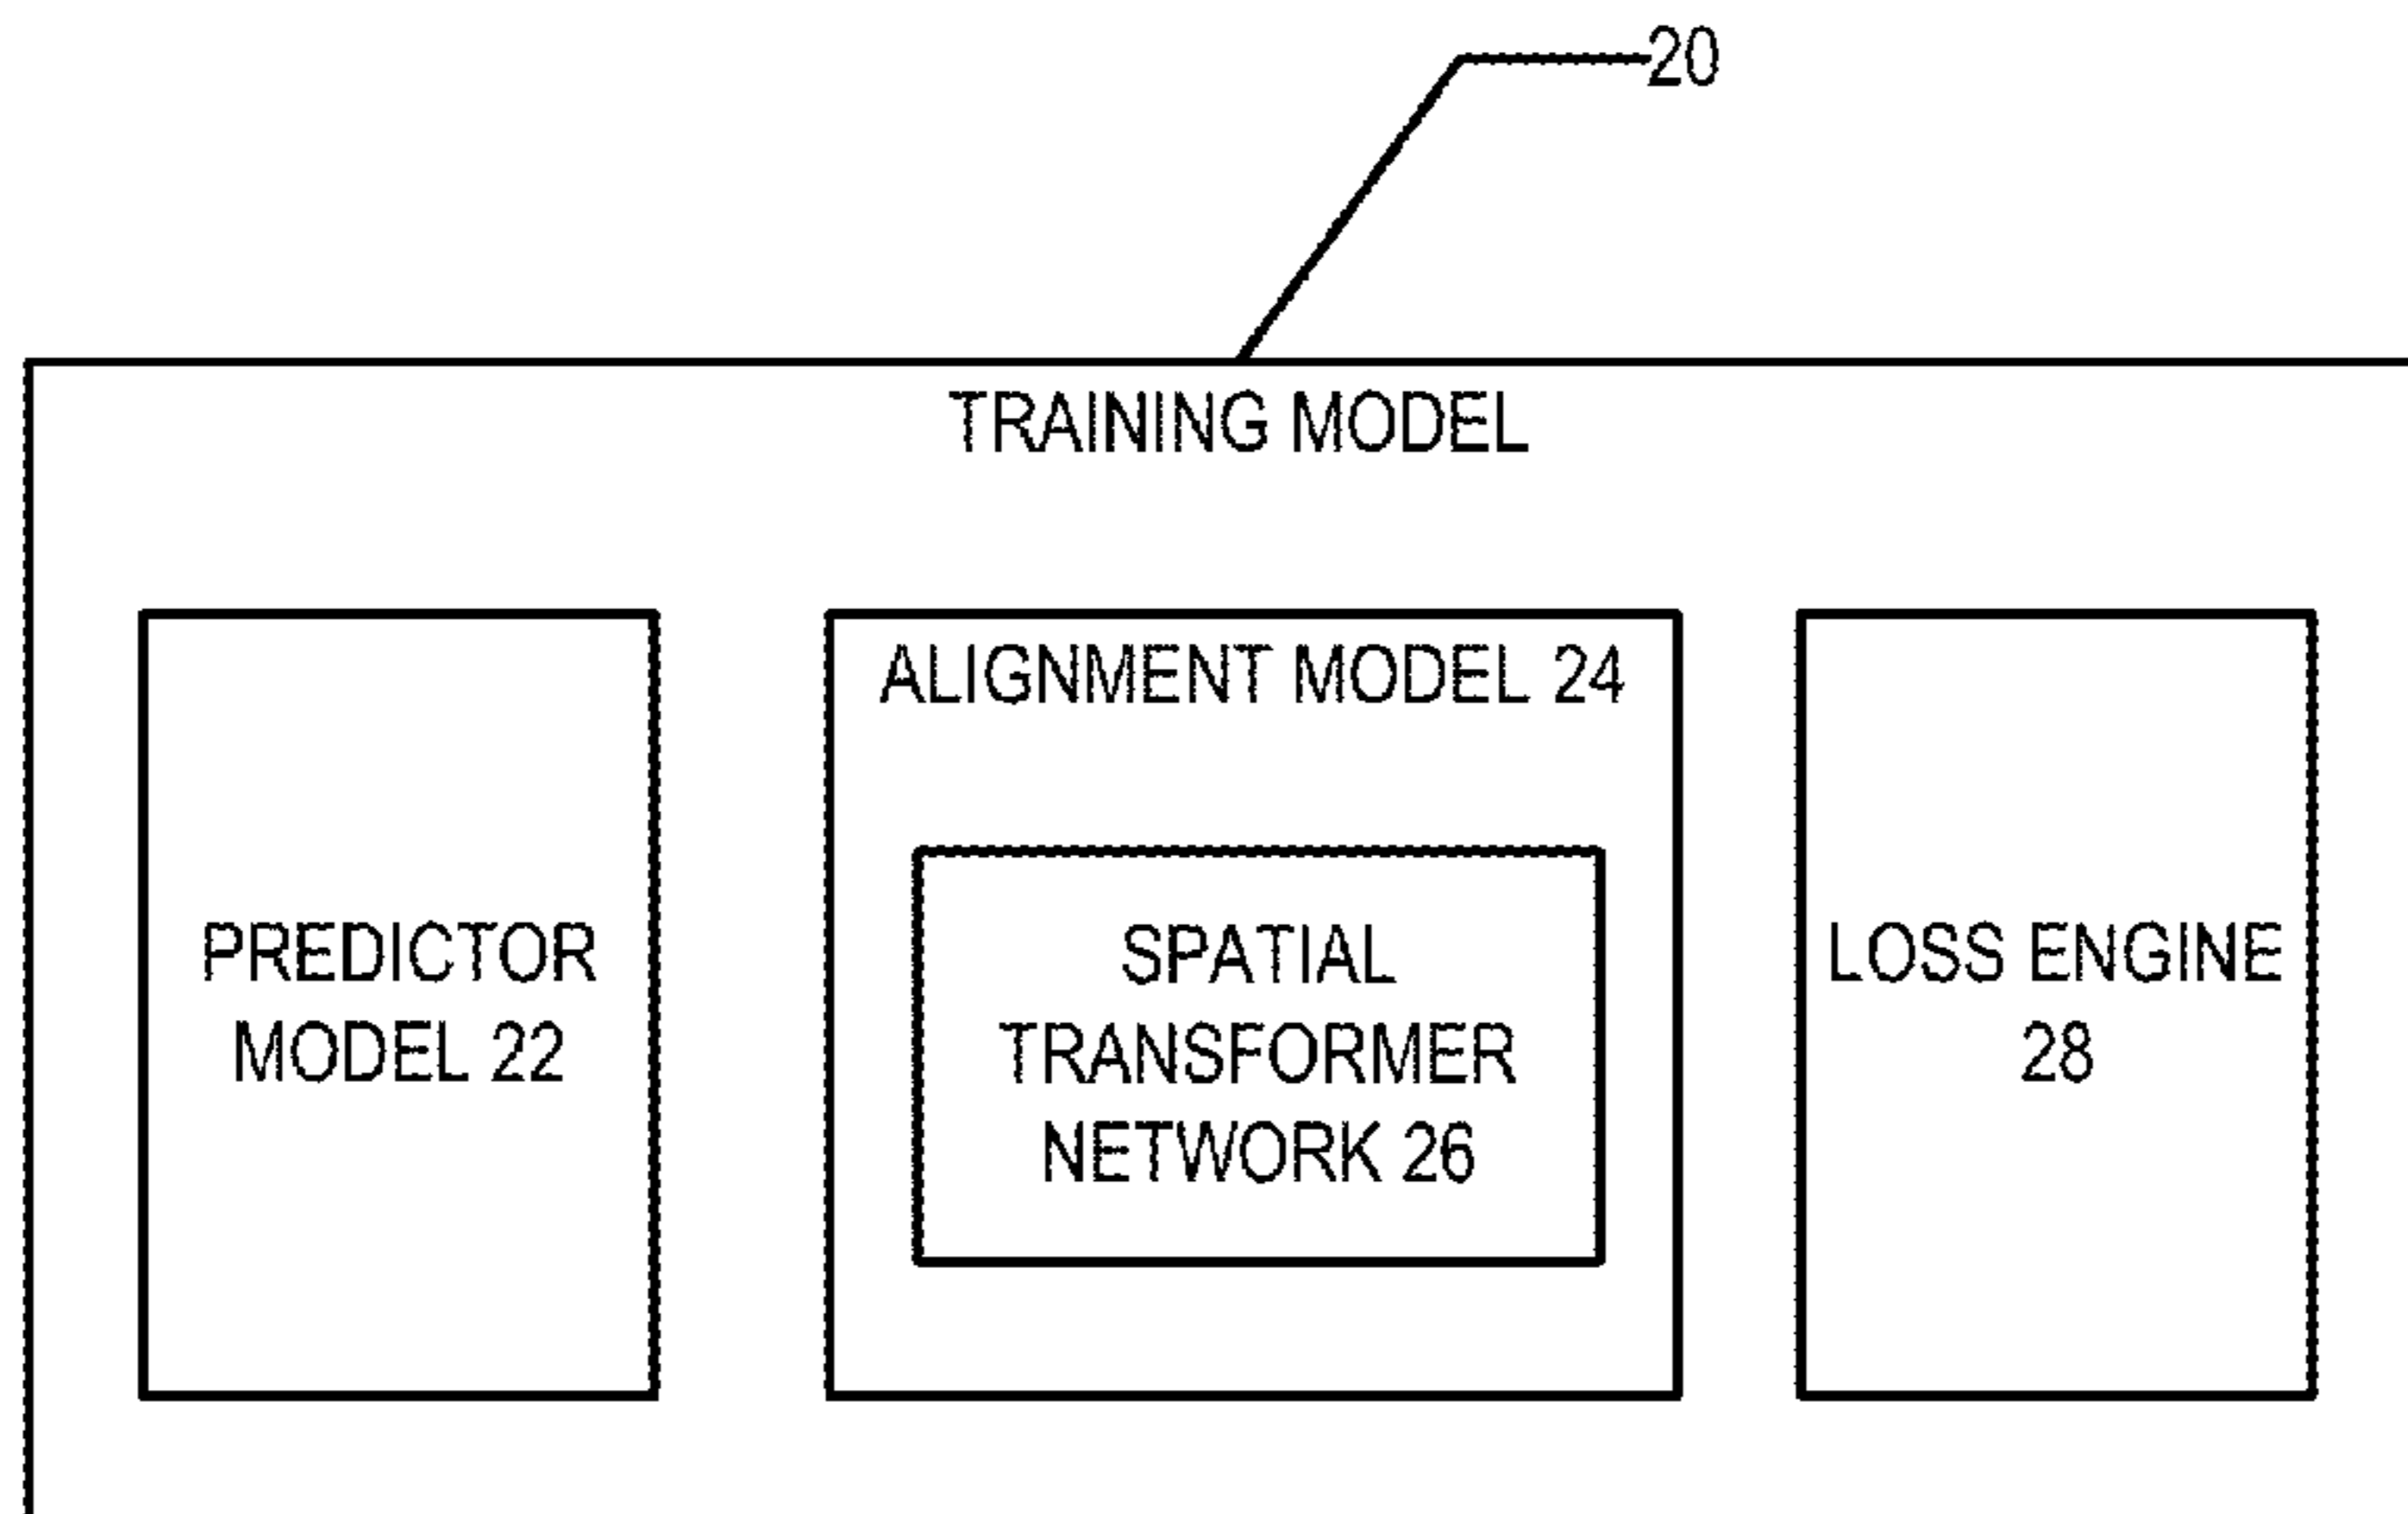 20
TRAINING MODEL
PREDICTOR
MODEL 22
ALIGNMENT MODEL 24
SPATIAL
TRANSFORMER
NETWORK 26
LOSS ENGINE
28